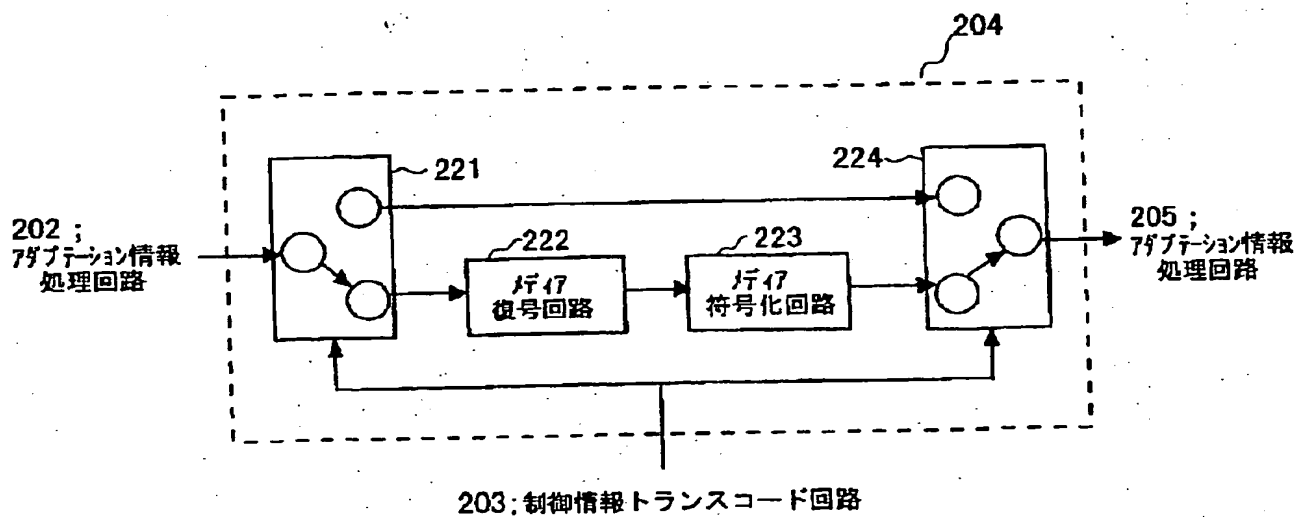 204
221
224
202 ;
アダプテーション情報
処理回路
222
メディア
復号回路
223
メディア
符号化回路
205 ;
アダプテーション情報
処理回路
203;制御情報トランスコード回路